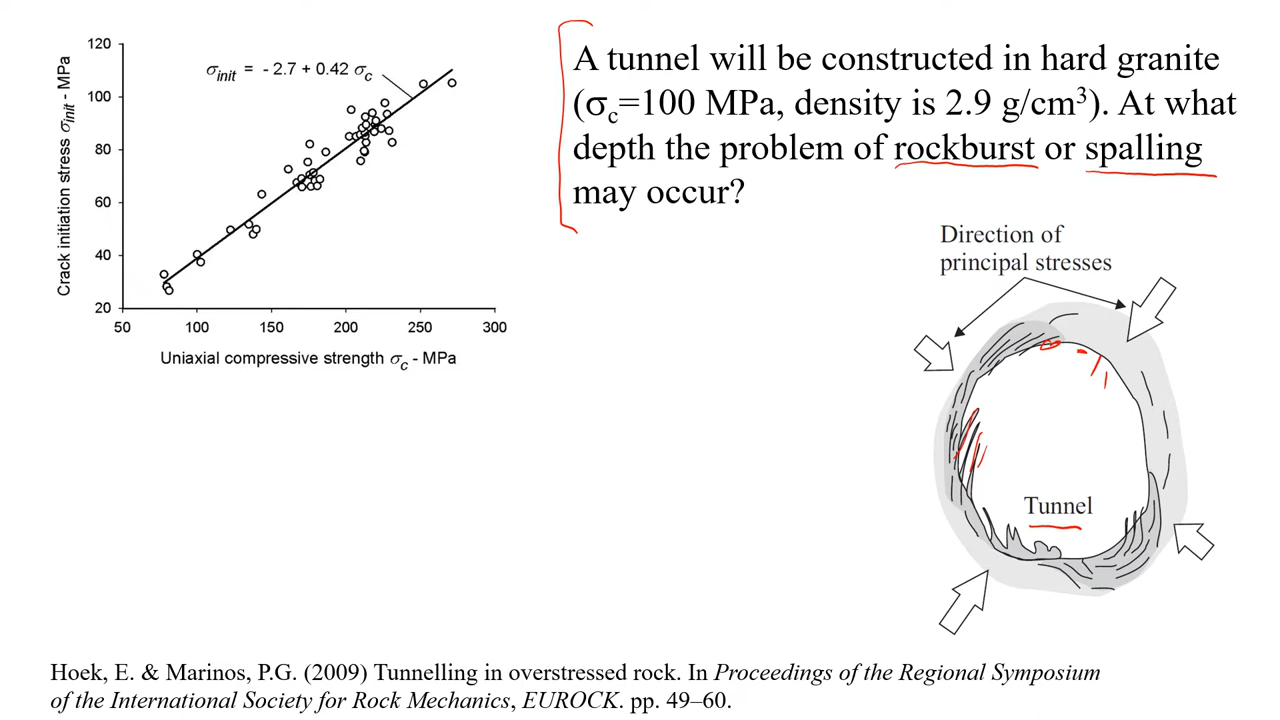 A tunnel will be constructed in hard granite
(σc=100 MPa, density is 2.9 g/cm³). At what
depth the problem of rockburst or spalling
may occur?
120
100
80
60
40
20
Crack initiation stress σinit - MPa
σinit = - 2.7 + 0.42 σc
50 100 150 200 250 300
Uniaxial compressive strength σc - MPa
Direction of
principal stresses
Tunnel
Hoek, E. & Marinos, P.G. (2009) Tunnelling in overstressed rock. In Proceedings of the Regional Symposium
of the International Society for Rock Mechanics, EUROCK. pp. 49–60.